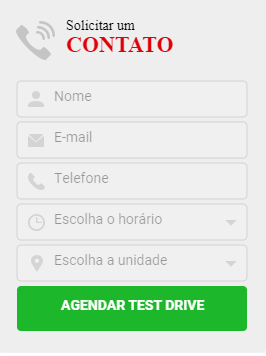 Solicitar um
CONTATO
Nome
E-mail
Telefone
Escolha o horário
Escolha a unidade
AGENDAR TEST DRIVE